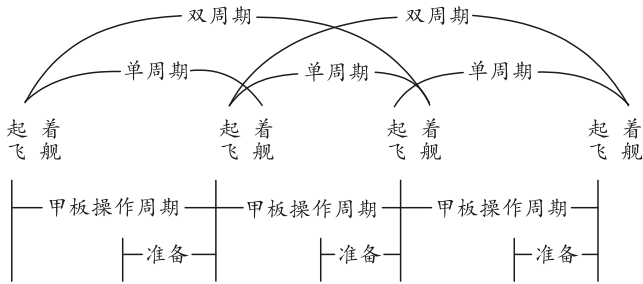 双周期 双周期
单周期 单周期 单周期
起 着 起 着 起 着 起 着
飞 舰 飞 舰 飞 舰 飞 舰
甲板操作周期 甲板操作周期 甲板操作周期
准备 准备 准备